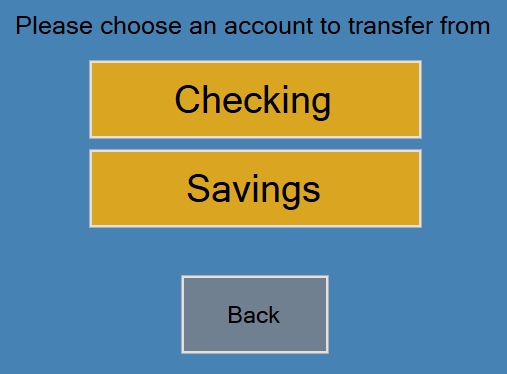 Please choose an account to transfer from
Checking
Savings
Back